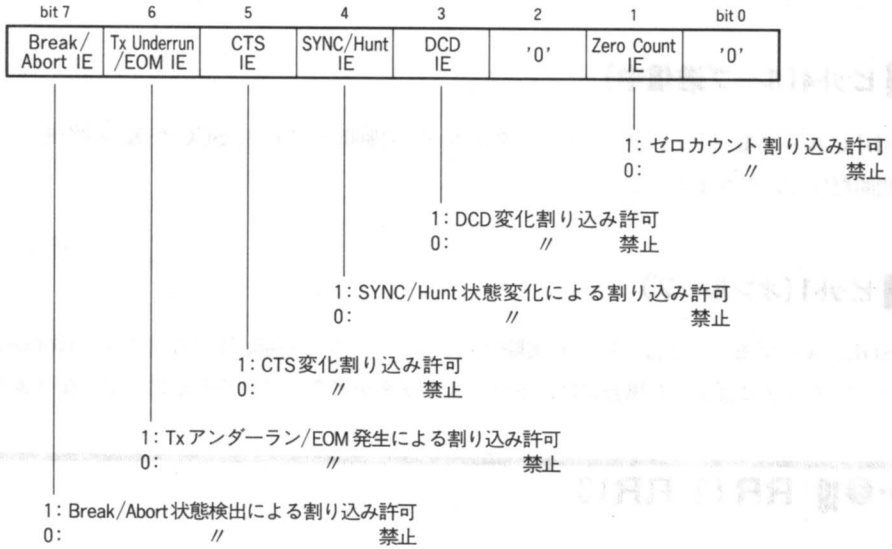 bit 7 6 5 4 3 2 1 bit 0
Break/ Abort IE Tx Underrun /EOM IE CTS IE SYNC/Hunt IE DCD IE '0' Zero Count IE '0'
1: ゼロカウント割り込み許可
0: 〃 禁止
1: DCD変化割り込み許可
0: 〃 禁止
1: SYNC/Hunt状態変化による割り込み許可
0: 〃 禁止
1: CTS変化割り込み許可
0: 〃 禁止
1: Txアンダーラン/EOM発生による割り込み許可
0: 〃 禁止
1: Break/Abort状態検出による割り込み許可
0: 〃 禁止